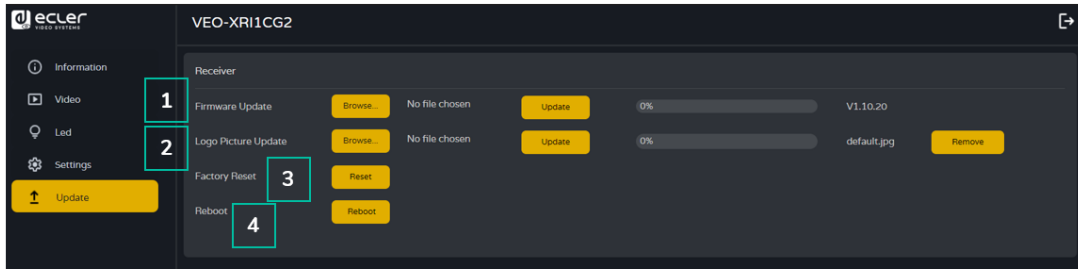 ecler
VIDEO SYSTEMS
VEO-XRI1CG2
Information
Video
Led
Settings
Update
Receiver
1
Firmware Update Browse... No file chosen Update 0% V1.10.20
2
Logo Picture Update Browse... No file chosen Update 0% default.jpg Remove
Factory Reset 3 Reset
Reboot 4 Reboot